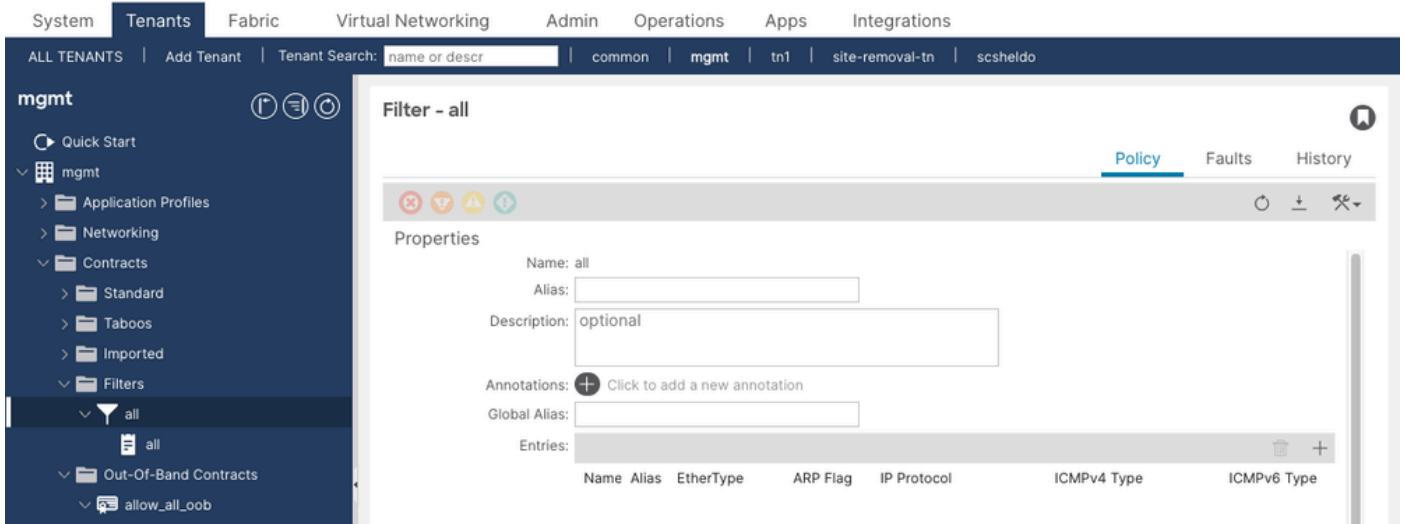 System Tenants Fabric Virtual Networking Admin Operations Apps Integrations
ALL TENANTS | Add Tenant | Tenant Search: name or descr | common | mgmt | tn1 | site-removal-tn | scsheldo
mgmt
Quick Start
mgmt
Application Profiles
Networking
Contracts
Standard
Taboos
Imported
Filters
all
all
Out-Of-Band Contracts
allow_all_oob
Filter - all
Policy Faults History
Properties
Name: all
Alias:
Description: optional
Annotations: Click to add a new annotation
Global Alias:
Entries:
Name Alias EtherType ARP Flag IP Protocol ICMPv4 Type ICMPv6 Type